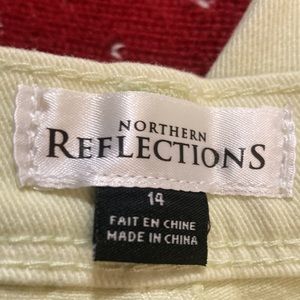 NORTHERN
REFLECTIONS
14
FAIT EN CHINE
MADE IN CHINA